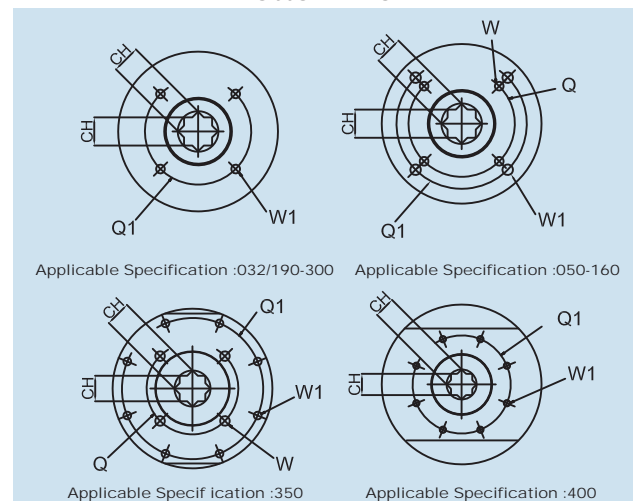 CH
CH
Q1
W1
W
Q
CH
CH
Q1
W1
Applicable Specification :032/190-300
Applicable Specification :050-160
CH
CH
Q1
W1
Q
W
CH
CH
Q1
W1
Applicable Specif ication :350
Applicable Specification :400